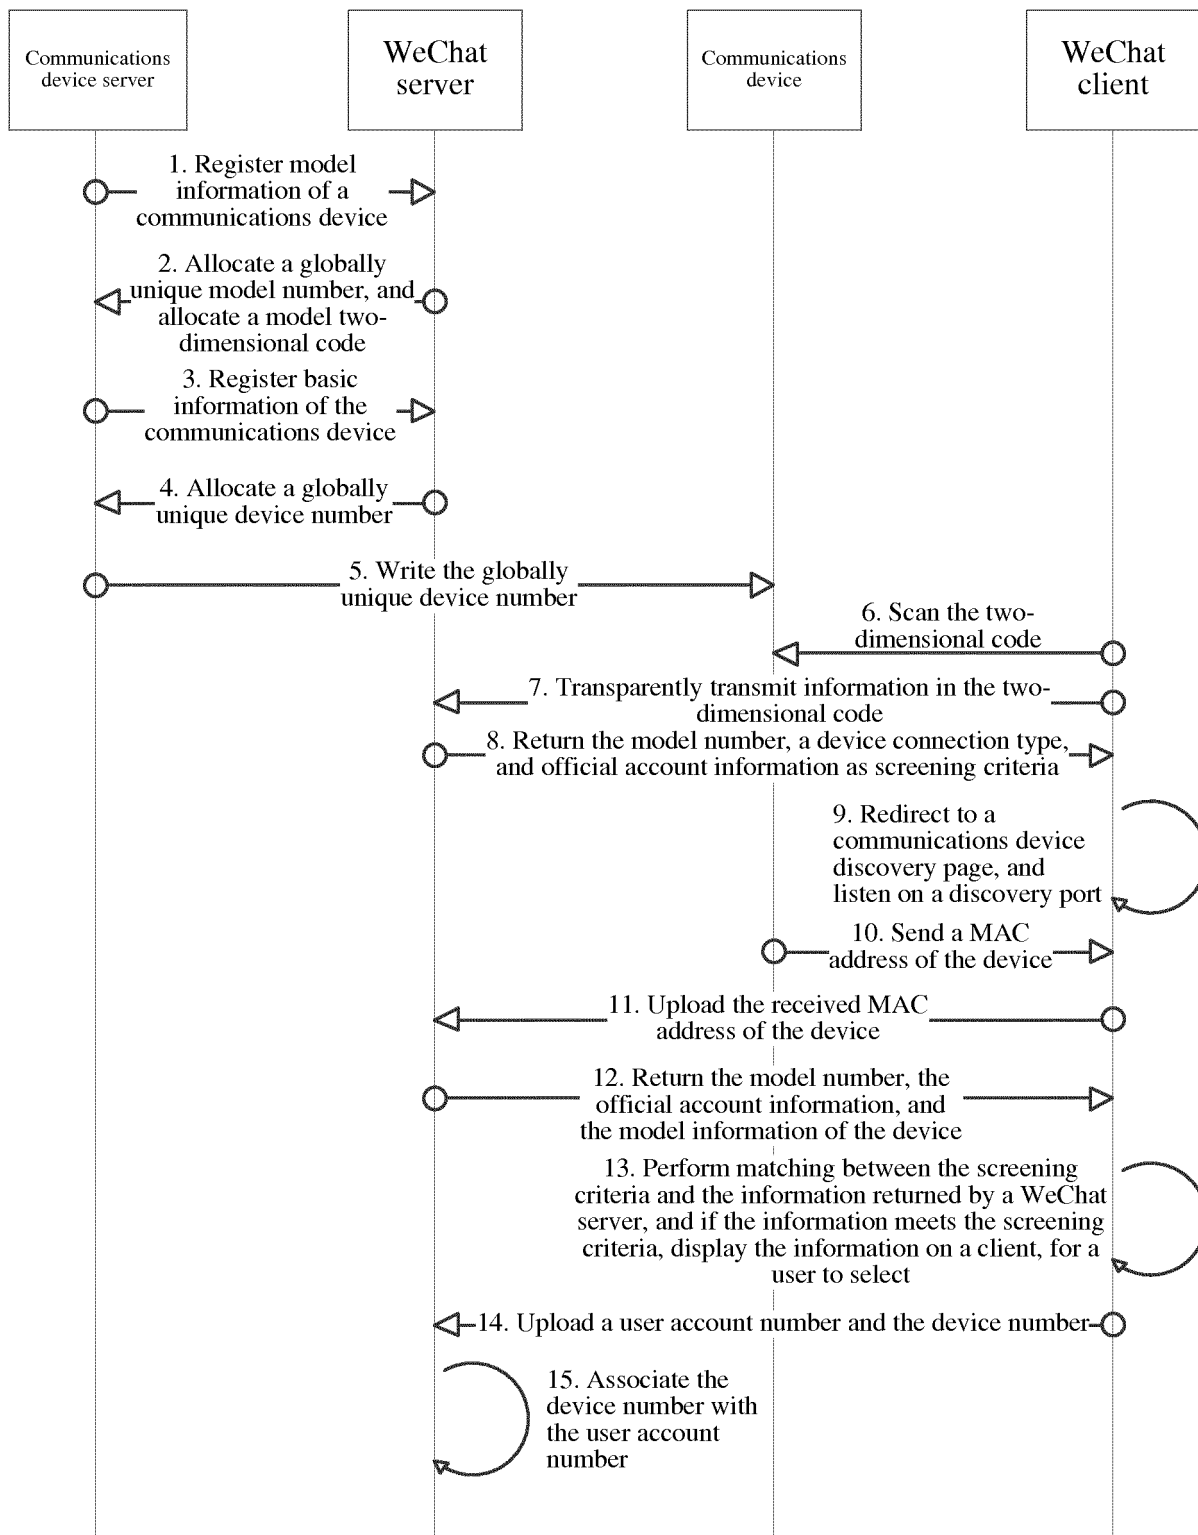 Communications
device server
WeChat
server
Communications
device
WeChat
client
1. Register model
information of a
communications device
2. Allocate a globally
unique model number, and
allocate a model two-
dimensional code
3. Register basic
information of the
communications device
4. Allocate a globally
unique device number
5. Write the globally
unique device number
6. Scan the two-
dimensional code
7. Transparently transmit information in the two-
dimensional code
8. Return the model number, a device connection type,
and official account information as screening criteria
9. Redirect to a
communications device
discovery page, and
listen on a discovery port
10. Send a MAC
address of the device
11. Upload the received MAC
address of the device
12. Return the model number, the
official account information, and
the model information of the device
13. Perform matching between the screening
criteria and the information returned by a WeChat
server, and if the information meets the screening
criteria, display the information on a client, for a
user to select
14. Upload a user account number and the device number
15. Associate the
device number with
the user account
number